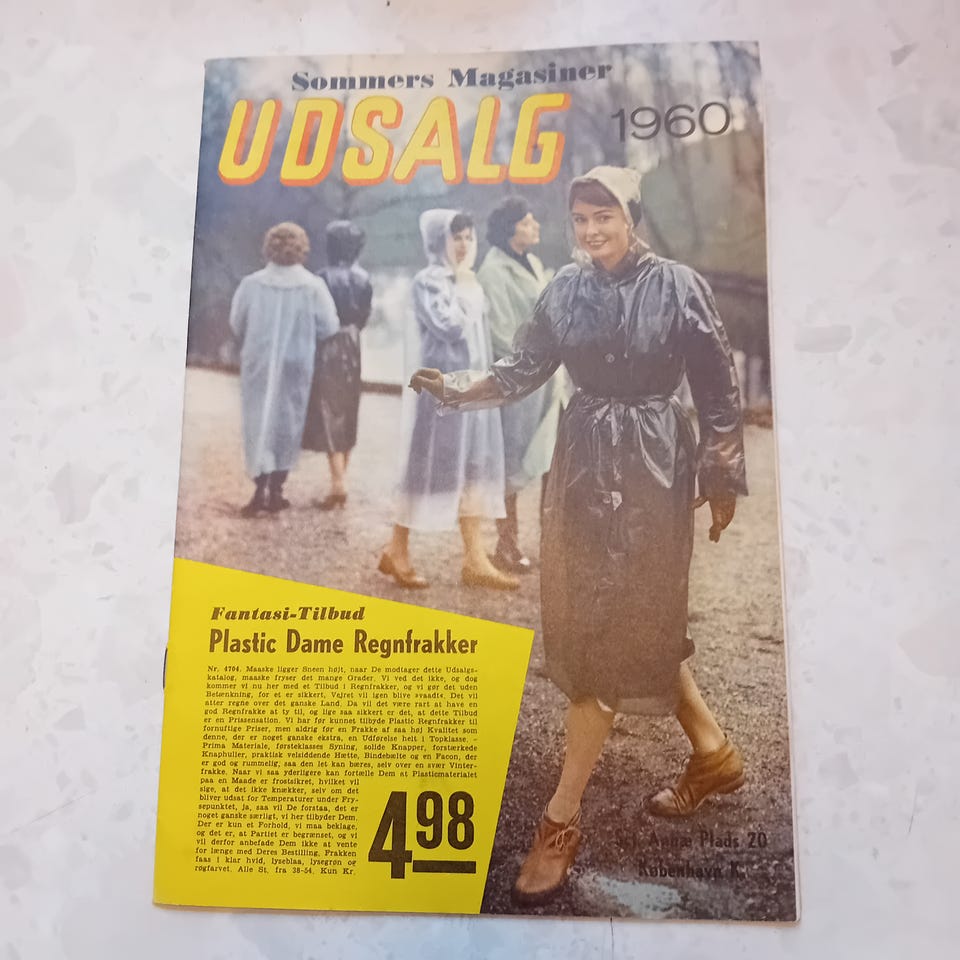 Sommers Magasiner
UDSALG
1960
Fantasi-Tilbud
Plastic Dame Regnfrakker
Nr. 4704. Maaske ligger Sneen højt, naar De modtager dette Udsalgs-
katalog, maaske fryser det mange Grader. Vi ved det ikke, og dog
kommer vi nu her med et Tilbud i Regnfrakker, og vi gør det uden
Betænkning, for et er sikkert, Vejret vil igen blive »vaadt«. Det vil
atter regne over det ganske Land. Da vil det være rart at have en
god Regnfrakke at ty til, og lige saa sikkert er det, at dette Tilbud
er en Prissensation. Vi har før kunnet tilbyde Plastic Regnfrakker til
fornuftige Priser, men aldrig før en Frakke af saa høj Kvalitet som
denne, der er noget ganske ekstra, en Udførelse helt i Topklasse. –
Prima Materiale, førsteklasses Syning, solide Knapper, forstærkede
Knaphuller, praktisk velsiddende Hætte, Bindebælte og en Facon, der
er god og rummelig, saa den let kan bæres, selv over en svær Vinter-
frakke. Naar vi saa yderligere kan fortælle Dem at Plasticmaterialet
paa en Maade er frostsikret, hvilket vil
sige, at det ikke knækker, selv om det
bliver udsat for Temperaturer under Fry-
sepunktet, ja, saa vil De forstaa, det er
noget ganske særligt, vi her tilbyder Dem.
Der er kun et Forhold, vi maa beklage,
og det er, at Partiet er begrænset, og vi
vil derfor anbefade Dem ikke at vente
for længe med Deres Bestilling. Frakken
faas i klar hvid, lyseblaa, lysegrøn og
røgfarvet. Alle St. fra 38-54. Kun Kr.
4 98
Annæ Plads 20
København K.